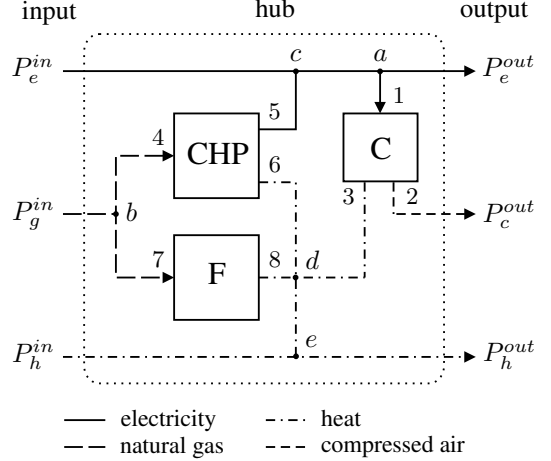 input hub output
P_e^{in} c a P_e^{out}
5 1
4 CHP C
6 3 2
P_g^{in} b P_c^{out}
7 F 8 d
e
P_h^{in} P_h^{out}
electricity heat
natural gas compressed air